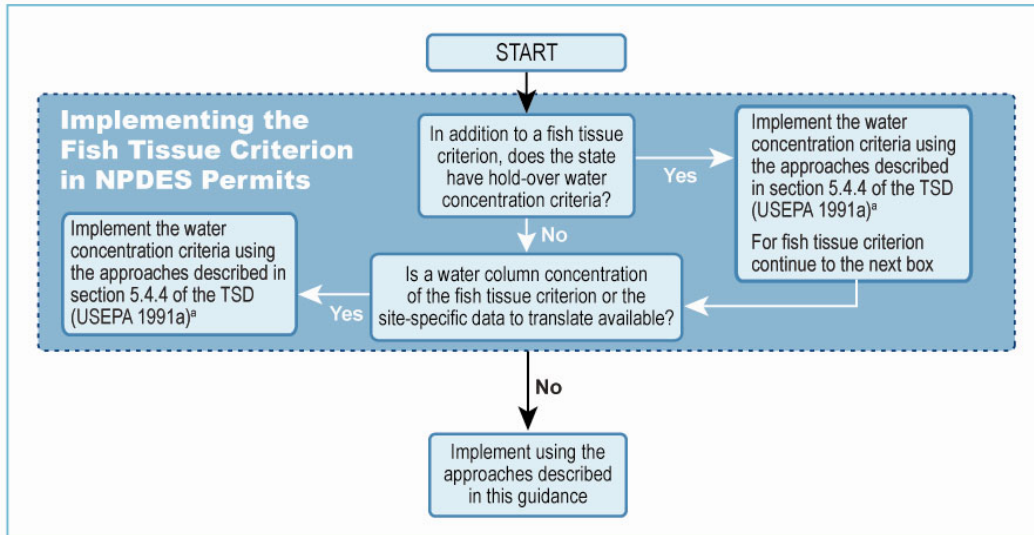 START
Implementing the
Fish Tissue Criterion
in NPDES Permits
In addition to a fish tissue
criterion, does the state
have hold-over water
concentration criteria?
Yes
Implement the water
concentration criteria using
the approaches described
in section 5.4.4 of the TSD
(USEPA 1991a)ᵃ
For fish tissue criterion
continue to the next box
No
Is a water column concentration
of the fish tissue criterion or the
site-specific data to translate available?
Yes
Implement the water
concentration criteria using
the approaches described in
section 5.4.4 of the TSD
(USEPA 1991a)ᵃ
No
Implement using the
approaches described
in this guidance